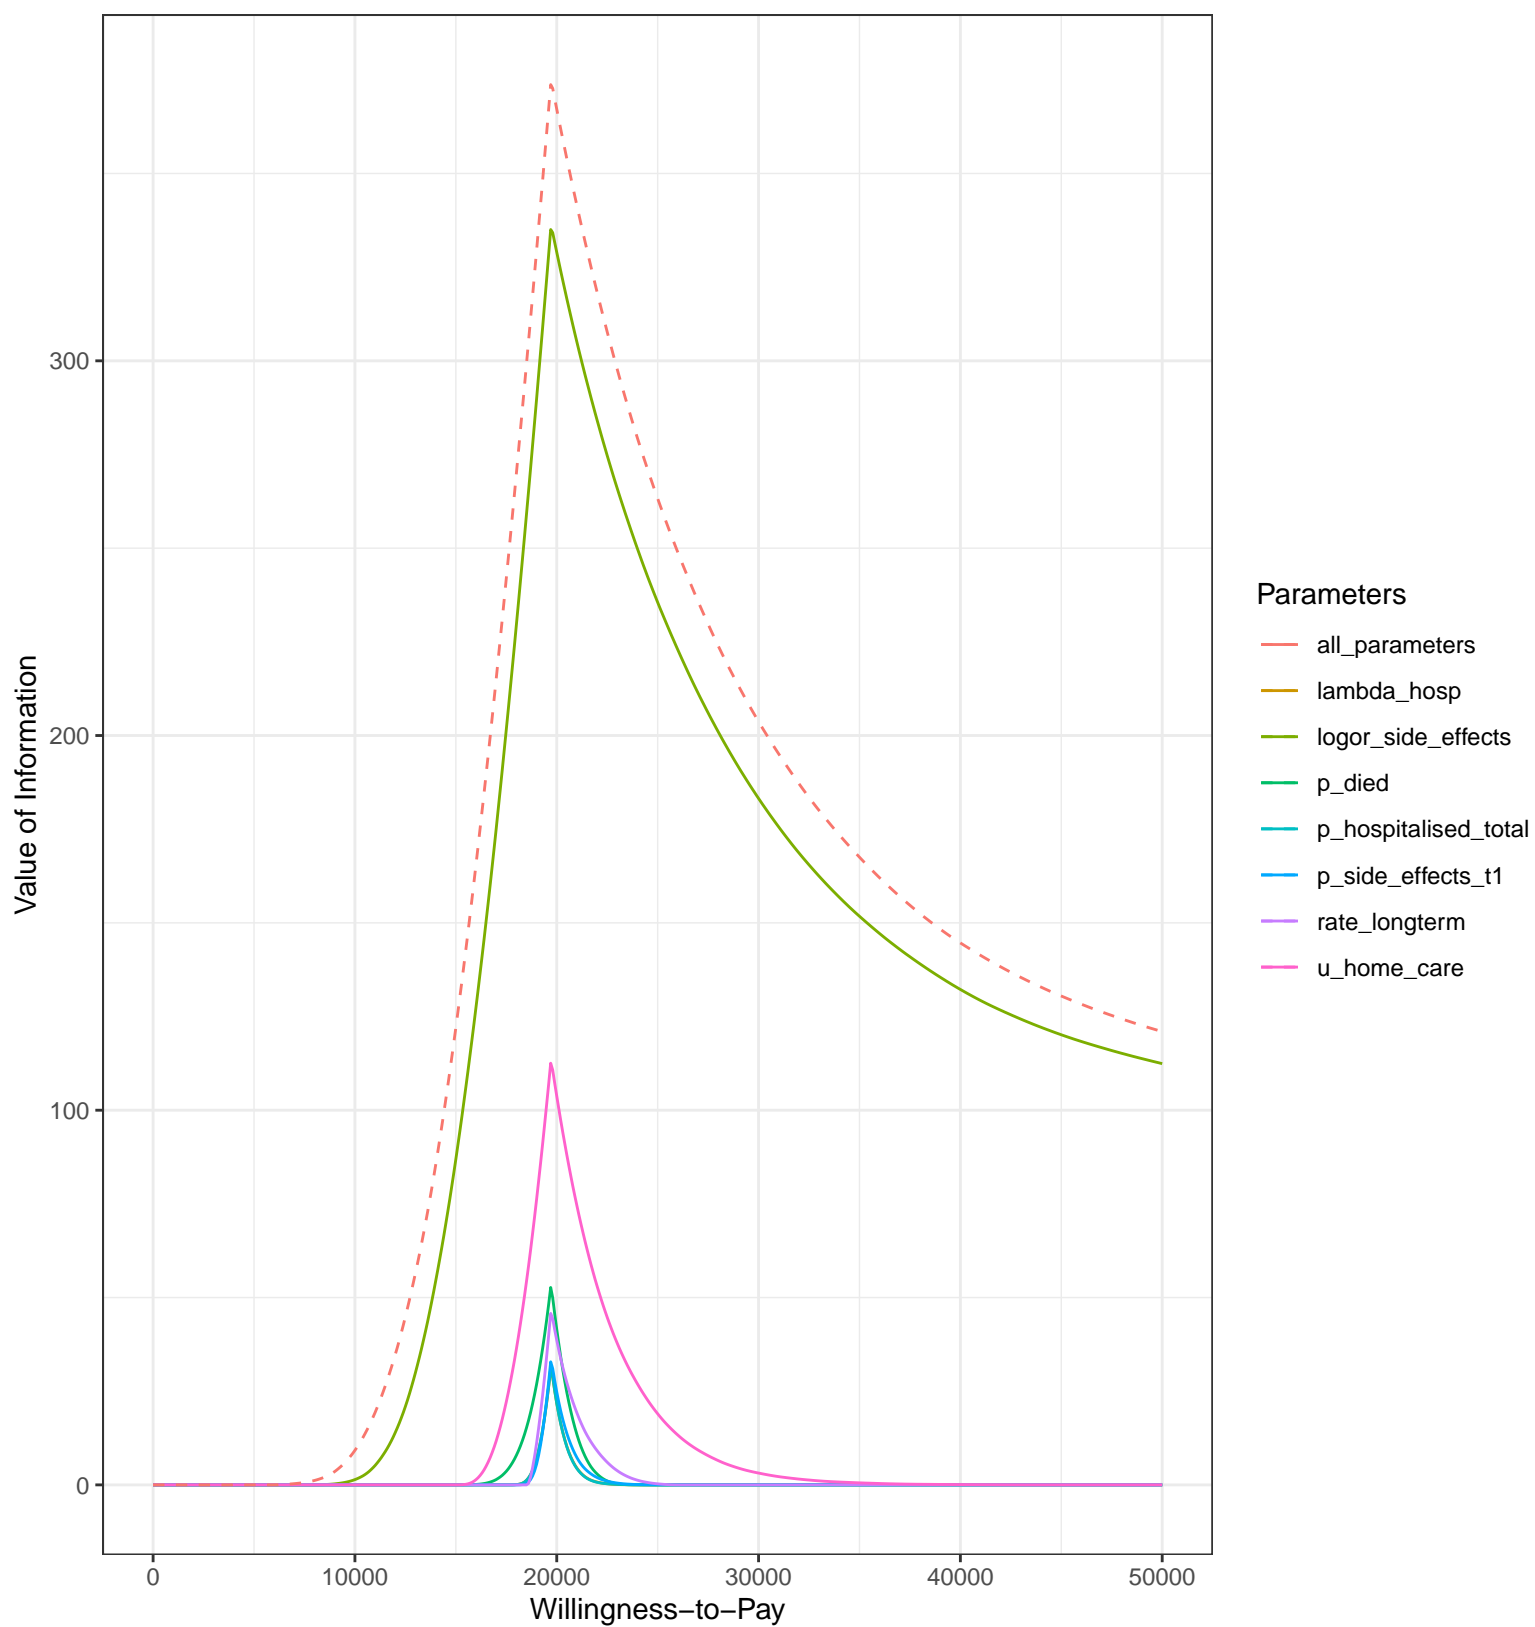 Value of Information
300
200
100
0
0 10000 20000 30000 40000 50000
Willingness−to−Pay
Parameters
all_parameters
lambda_hosp
logor_side_effects
p_died
p_hospitalised_total
p_side_effects_t1
rate_longterm
u_home_care